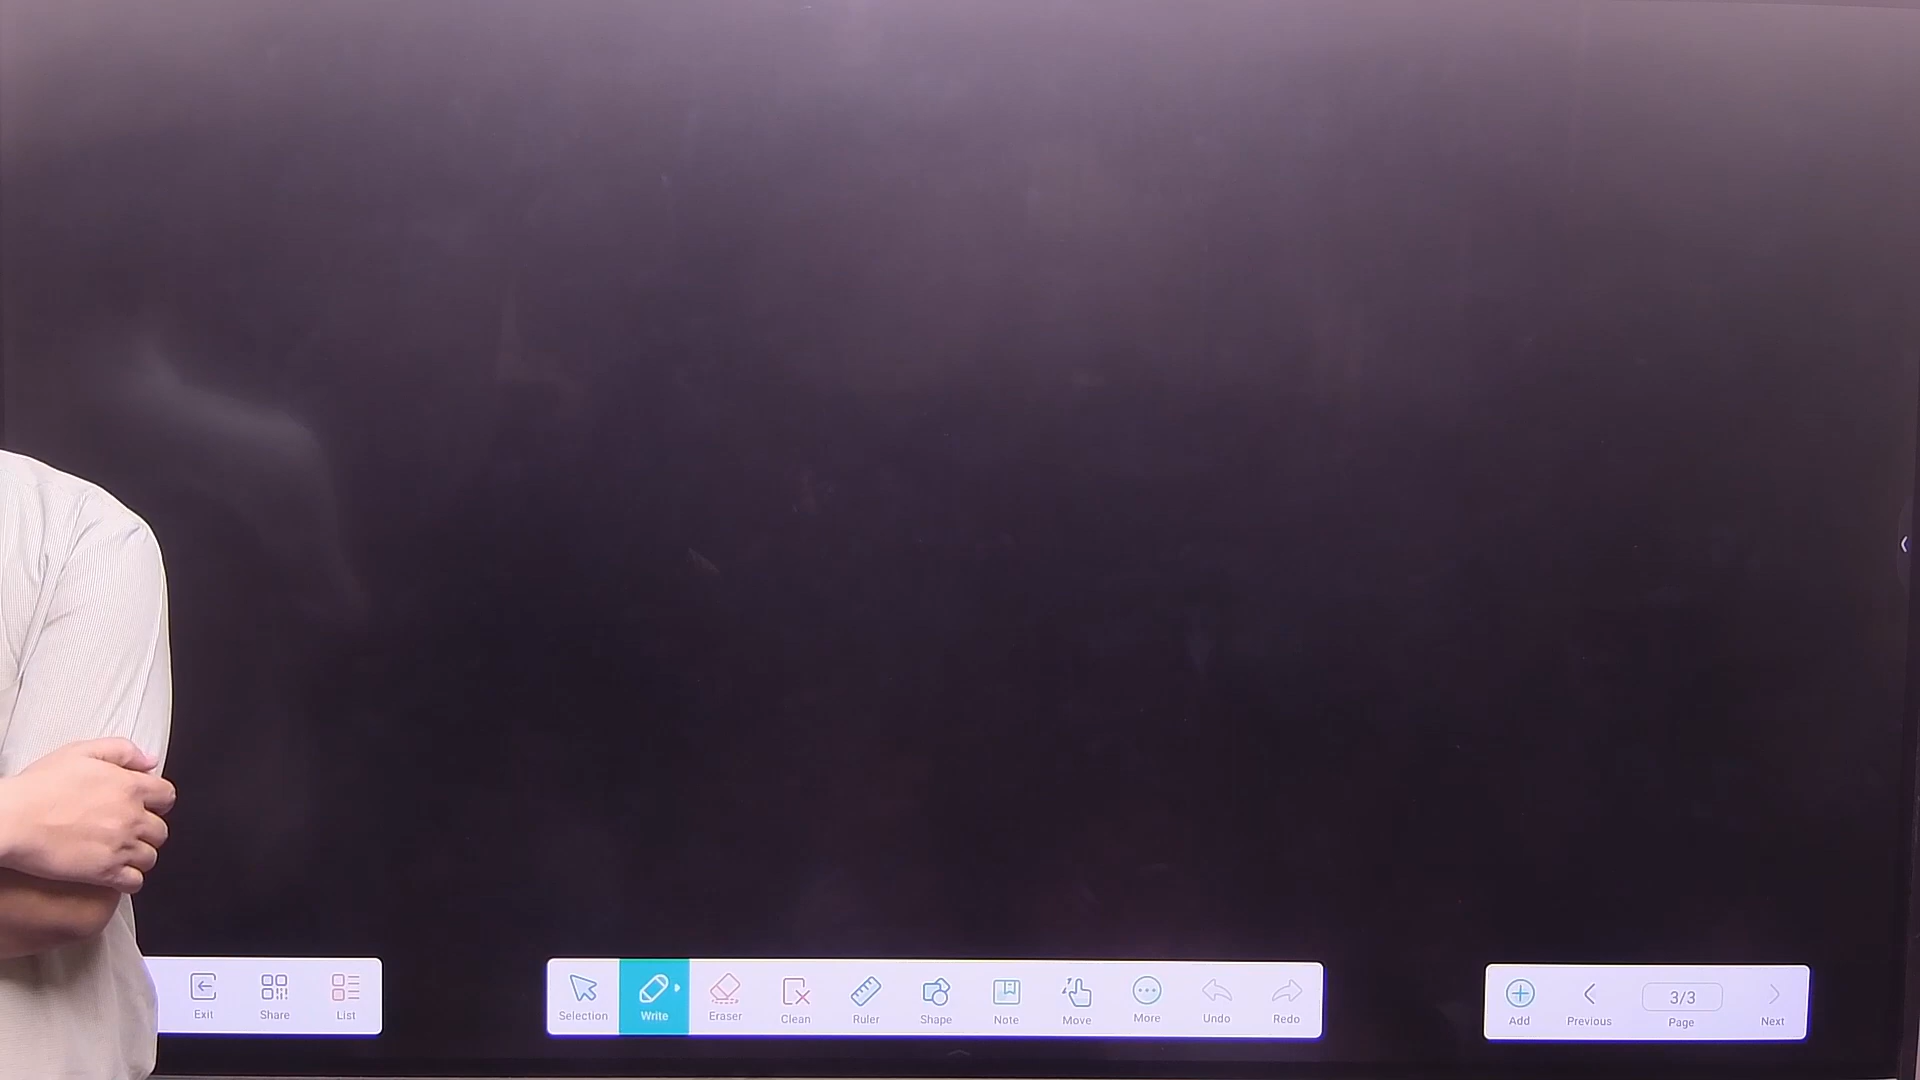 Exit Share List
Selection Write Eraser Clean Ruler Shape Note Move More Undo Redo
Add Previous 3/3 Page Next